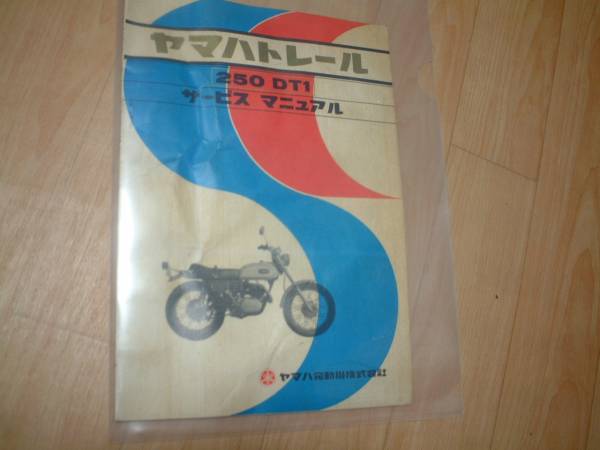 ヤマハトレール
250 DT1
サービス マニュアル
ヤマハ発動機株式会社